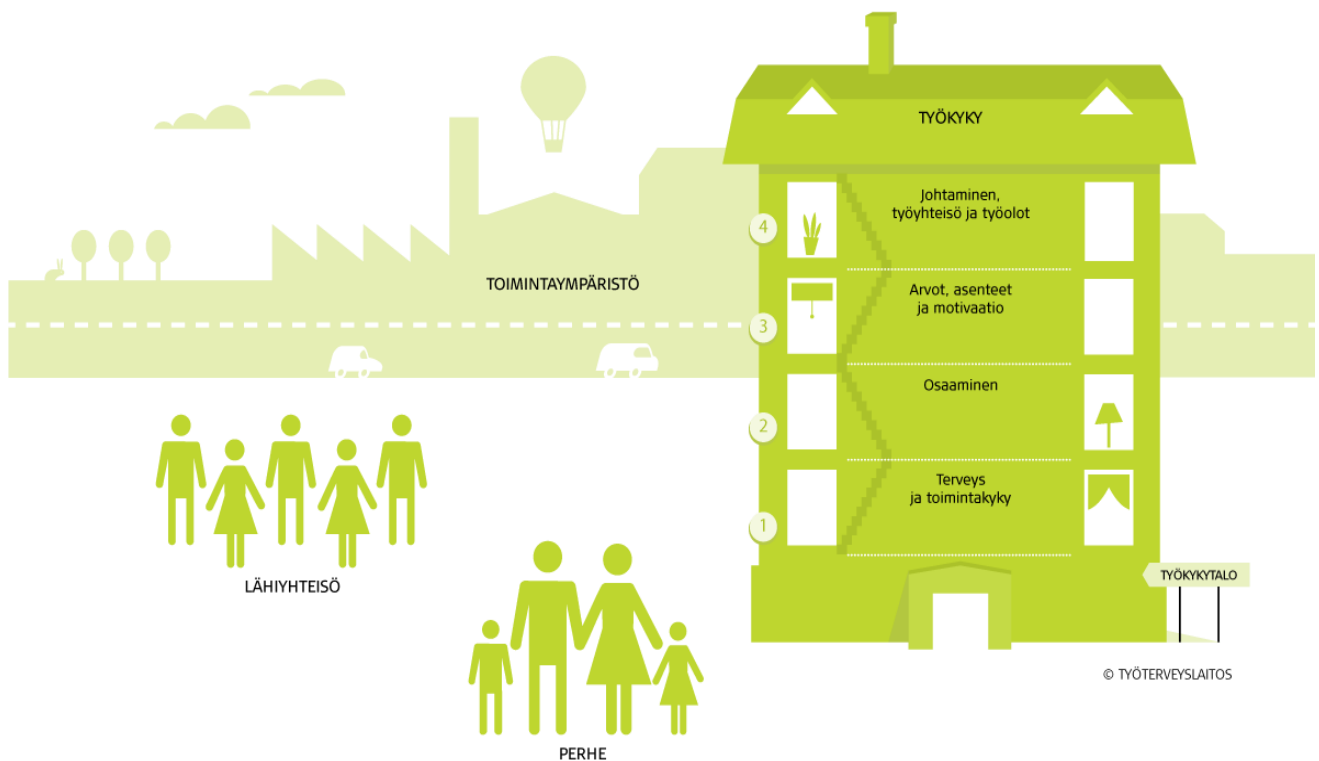 TYÖKYKY
4
Johtaminen,
työyhteisö ja työolot
TOIMINTAYMPÄRISTÖ
3
Arvot, asenteet
ja motivaatio
2
Osaaminen
1
Terveys
ja toimintakyky
LÄHIYHTEISÖ
TYÖKYKYTALO
© TYÖTERVEYSLAITOS
PERHE